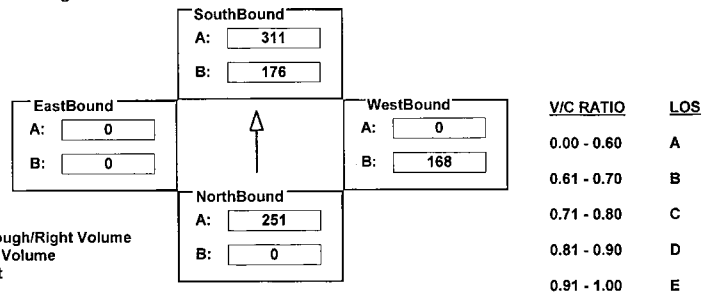 SouthBound
A: 311
B: 176
EastBound
A: 0
B: 0
WestBound
A: 0
B: 168
NorthBound
A: 251
B: 0
ough/Right Volume
Volume
V/C RATIO LOS
0.00 - 0.60 A
0.61 - 0.70 B
0.71 - 0.80 C
0.81 - 0.90 D
0.91 - 1.00 E